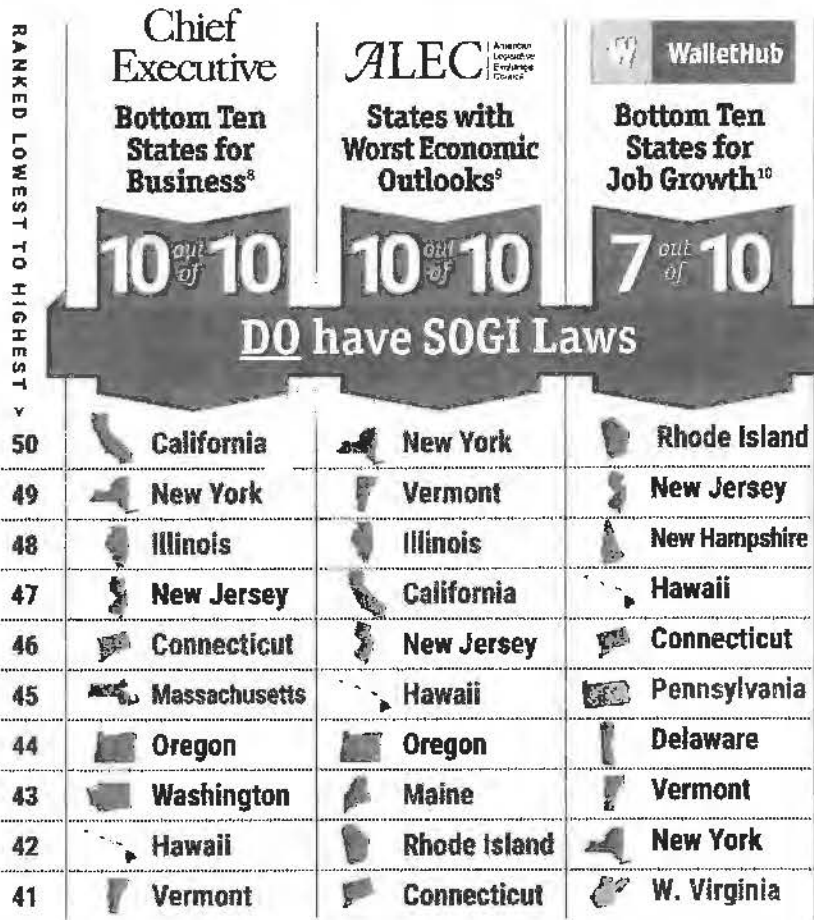 RANKED LOWEST TO HIGHEST >
Chief
Executive
Bottom Ten
States for
Business⁸
10 out of 10
ALEC American Legislative Exchange Council
States with
Worst Economic
Outlooks⁹
10 out of 10
WalletHub
Bottom Ten
States for
Job Growth¹⁰
7 out of 10
DO have SOGI Laws
50 California New York Rhode Island
49 New York Vermont New Jersey
48 Illinois Illinois New Hampshire
47 New Jersey California Hawaii
46 Connecticut New Jersey Connecticut
45 Massachusetts Hawaii Pennsylvania
44 Oregon Oregon Delaware
43 Washington Maine Vermont
42 Hawaii Rhode Island New York
41 Vermont Connecticut W. Virginia